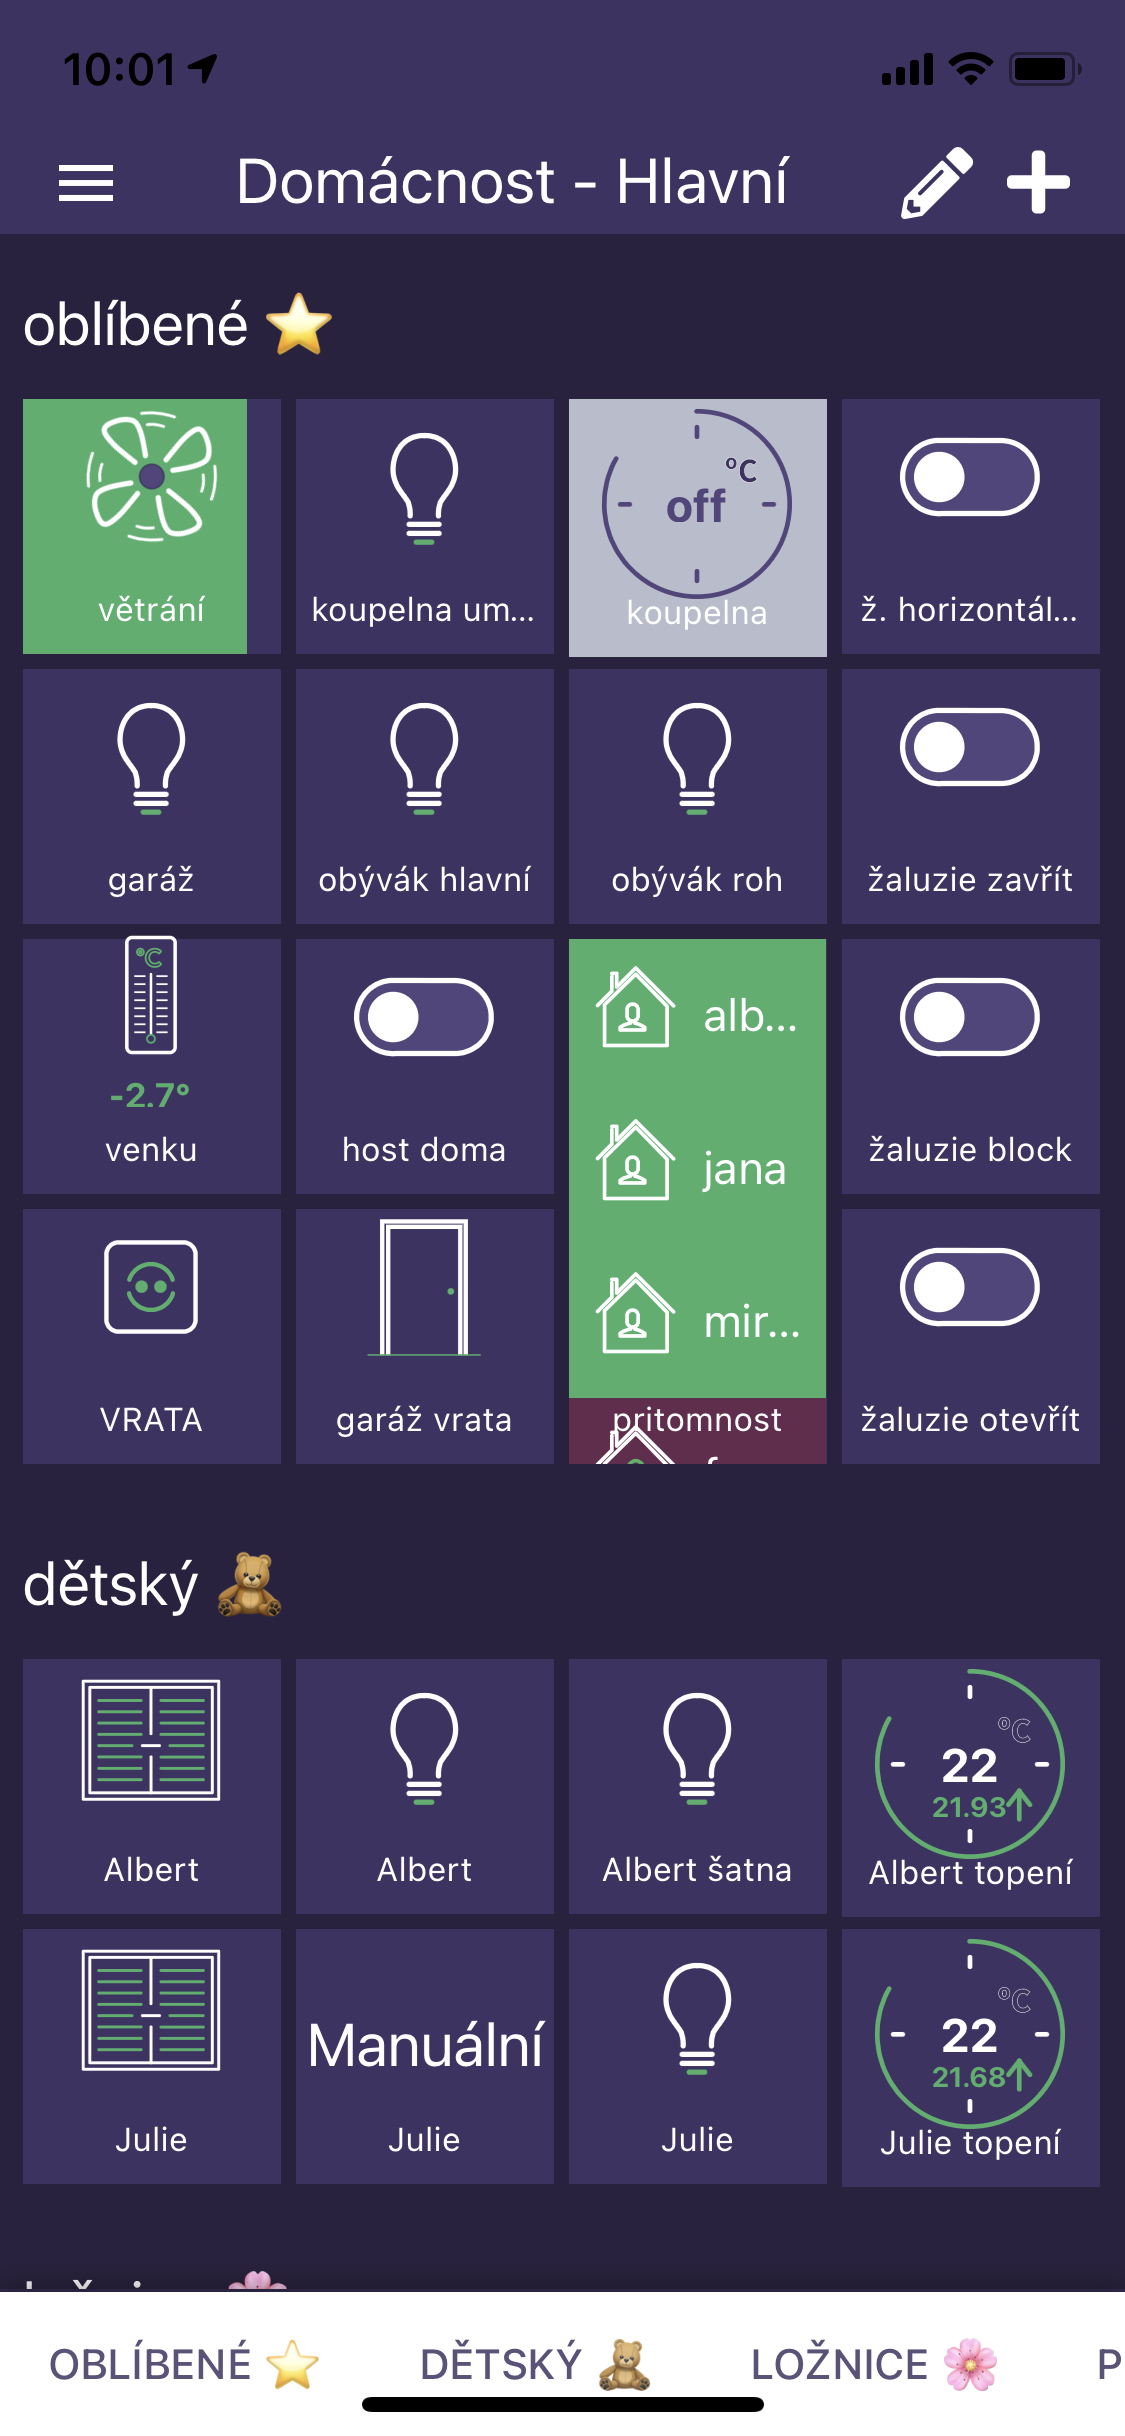 10:01
Domácnost - Hlavní
oblíbené ⭐
větrání
koupelna um...
°C
off
koupelna
ž. horizontál...
garáž
obývák hlavní
obývák roh
žaluzie zavřít
°C
-2.7°
venku
host doma
alb...
jana
mir...
pritomnost
žaluzie block
VRATA
garáž vrata
žaluzie otevřít
dětský 🧸
Albert
Albert
Albert šatna
°C
22
21.93↑
Albert topení
Julie
Manuální
Julie
Julie
°C
22
21.68↑
Julie topení
OBLÍBENÉ ⭐ DĚTSKÝ 🧸 LOŽNICE 🌸 P